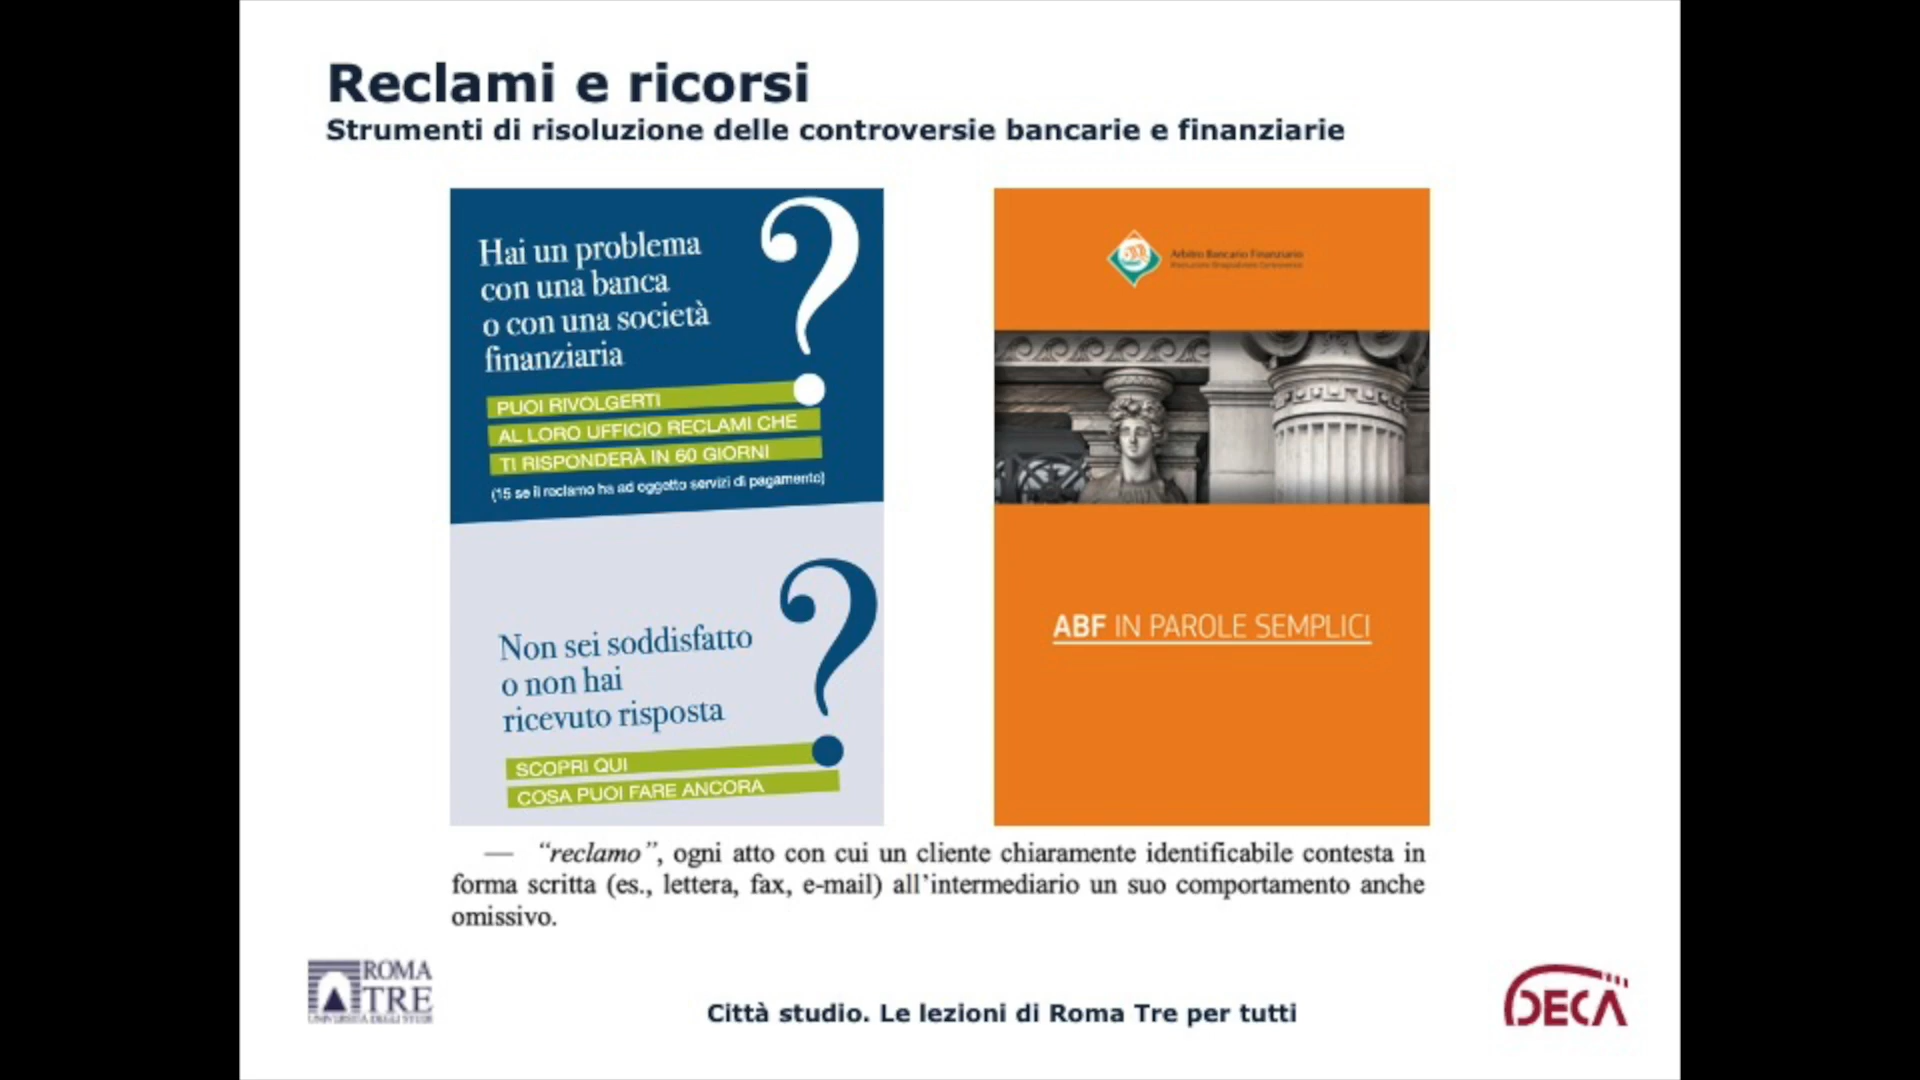 Reclami e ricorsi
Strumenti di risoluzione delle controversie bancarie e finanziarie
Hai un problema
con una banca
o con una società
finanziaria
?
PUOI RIVOLGERTI
AL LORO UFFICIO RECLAMI CHE
TI RISPONDERÀ IN 60 GIORNI
(15 se il reclamo ha ad oggetto servizi di pagamento)
Non sei soddisfatto
o non hai
ricevuto risposta
?
SCOPRI QUI
COSA PUOI FARE ANCORA
Arbitro Bancario Finanziario
ABF IN PAROLE SEMPLICI
— “reclamo”, ogni atto con cui un cliente chiaramente identificabile contesta in
forma scritta (es., lettera, fax, e-mail) all’intermediario un suo comportamento anche
omissivo.
ROMA
TRE
UNIVERSITÀ DEGLI STUDI
Città studio. Le lezioni di Roma Tre per tutti
DECA